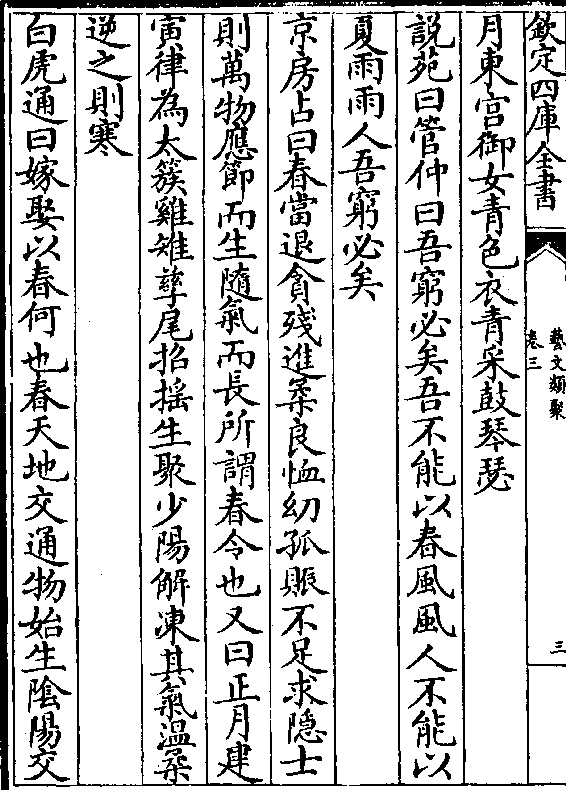 欽定四庫全書
藝文類聚
卷三
三
月東宮御女青色衣青采鼓琴瑟
説苑曰管仲曰吾窮必矣吾不能以春風風人不能以
夏雨雨人吾窮必矣
京房占曰春當退貪殘進柔良恤幼孤賑不足求隠士
則萬物應節而生隨氣而長所謂春令也又曰正月建
寅律為太簇雞雉孳尾招揺生聚少陽解凍其氣温柔
逆之則寒
白虎通曰嫁娶以春何也春天地交通物始生陰陽交